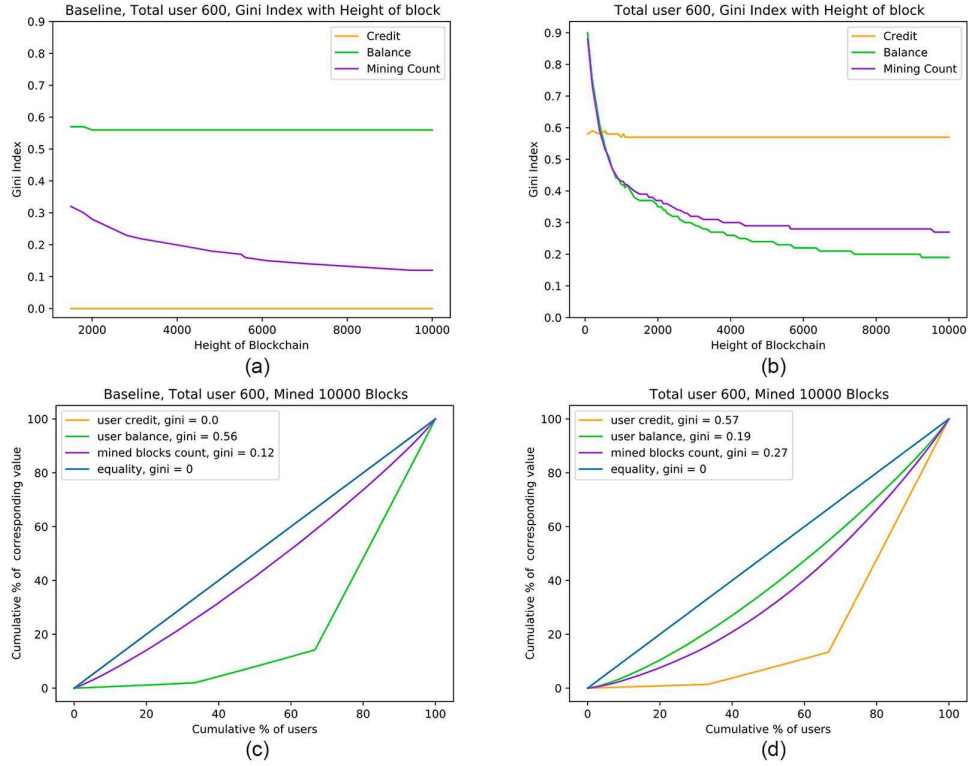 Baseline, Total user 600, Gini Index with Height of block
0.9
0.8
0.7
0.6
0.5
0.4
0.3
0.2
0.1
0.0
Gini Index
Credit
Balance
Mining Count
2000 4000 6000 8000 10000
Height of Blockchain
(a)
Total user 600, Gini Index with Height of block
0.9
0.8
0.7
0.6
0.5
0.4
0.3
0.2
0.1
0.0
Gini Index
Credit
Balance
Mining Count
0 2000 4000 6000 8000 10000
Height of Blockchain
(b)
Baseline, Total user 600, Mined 10000 Blocks
100
80
60
40
20
0
Cumulative % of corresponding value
user credit, gini = 0.0
user balance, gini = 0.56
mined blocks count, gini = 0.12
equality, gini = 0
0 20 40 60 80 100
Cumulative % of users
(c)
Total user 600, Mined 10000 Blocks
100
80
60
40
20
0
Cumulative % of corresponding value
user credit, gini = 0.57
user balance, gini = 0.19
mined blocks count, gini = 0.27
equality, gini = 0
0 20 40 60 80 100
Cumulative % of users
(d)